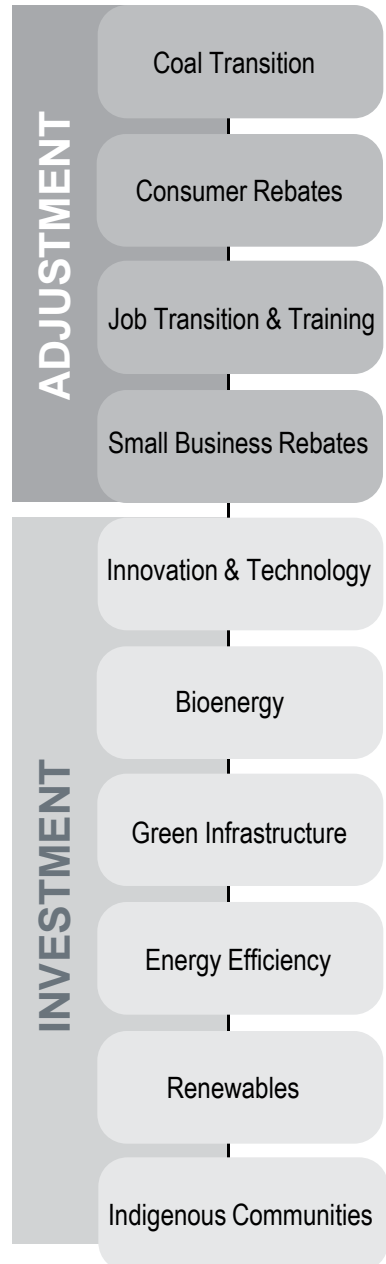 ADJUSTMENT
Coal Transition
Consumer Rebates
Job Transition & Training
Small Business Rebates
INVESTMENT
Innovation & Technology
Bioenergy
Green Infrastructure
Energy Efficiency
Renewables
Indigenous Communities